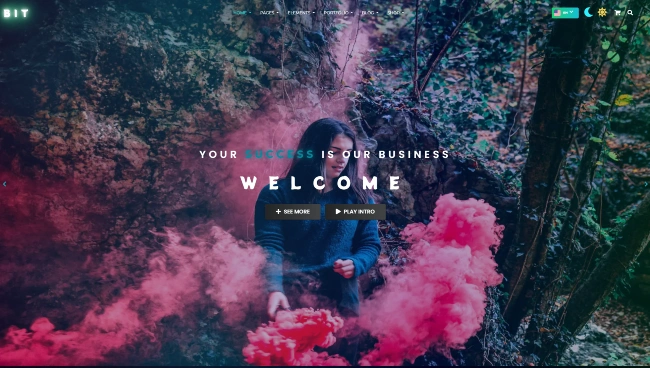 BIT
HOME PAGES ELEMENTS PORTFOLIO BLOG SHOP
YOUR SUCCESS IS OUR BUSINESS
WELCOME
SEE MORE PLAY INTRO